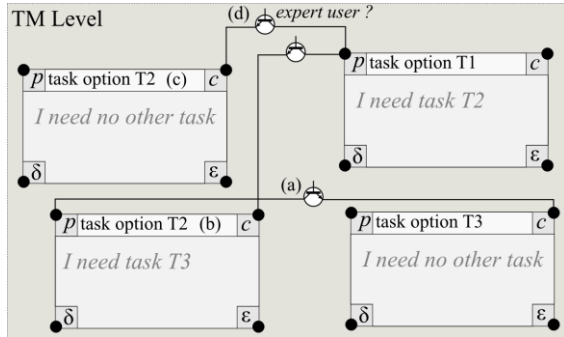 TM Level
(d) expert user ?
p task option T2 (c) c
I need no other task
δ ε
p task option T1 c
I need task T2
δ ε
(a)
p task option T2 (b) c
I need task T3
δ ε
p task option T3 c
I need no other task
δ ε